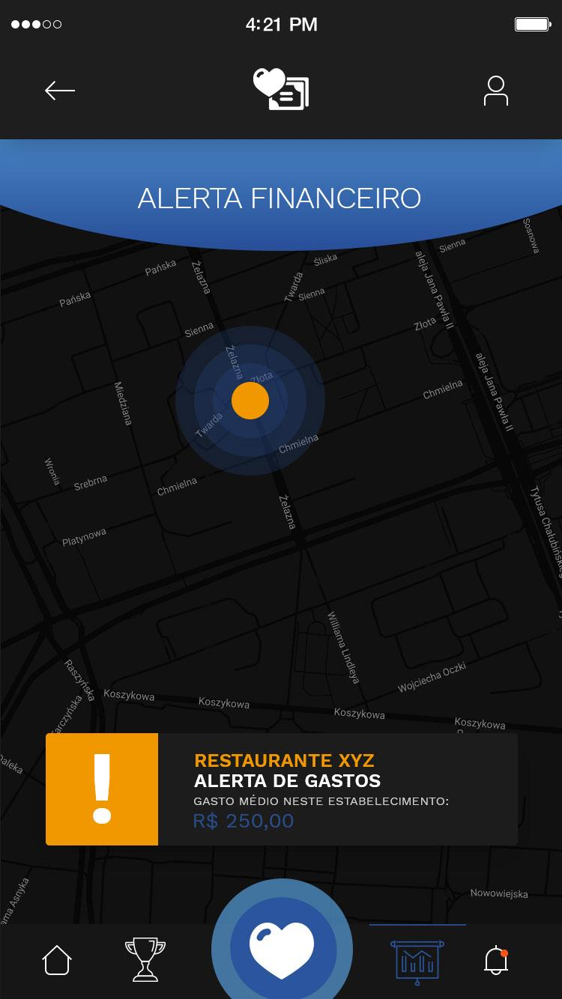 4:21 PM
ALERTA FINANCEIRO
Sosnowa
Sienna
Śliska
Pańska
Żelazna
Twarda
aleja Jana Pawła II
Pańska
Sienna
Złota
Sienna
Żelazna
Złota
aleja Jana Pawła II
Miedziana
Chmielna
Twarda
Chmielna
Wronia
Srebrna
Chmielna
Żelazna
Tytusa Chałubińskieg
Platynowa
Williama Lindleya
Raszyńska
Wojciecha Oczki
Koszykowa
Koszykowa
Koszykowa
Koszykowa
arczyńska
Daleka
RESTAURANTE XYZ
ALERTA DE GASTOS
GASTO MÉDIO NESTE ESTABELECIMENTO:
R$ 250,00
Nowowiejska
ama Asnyka